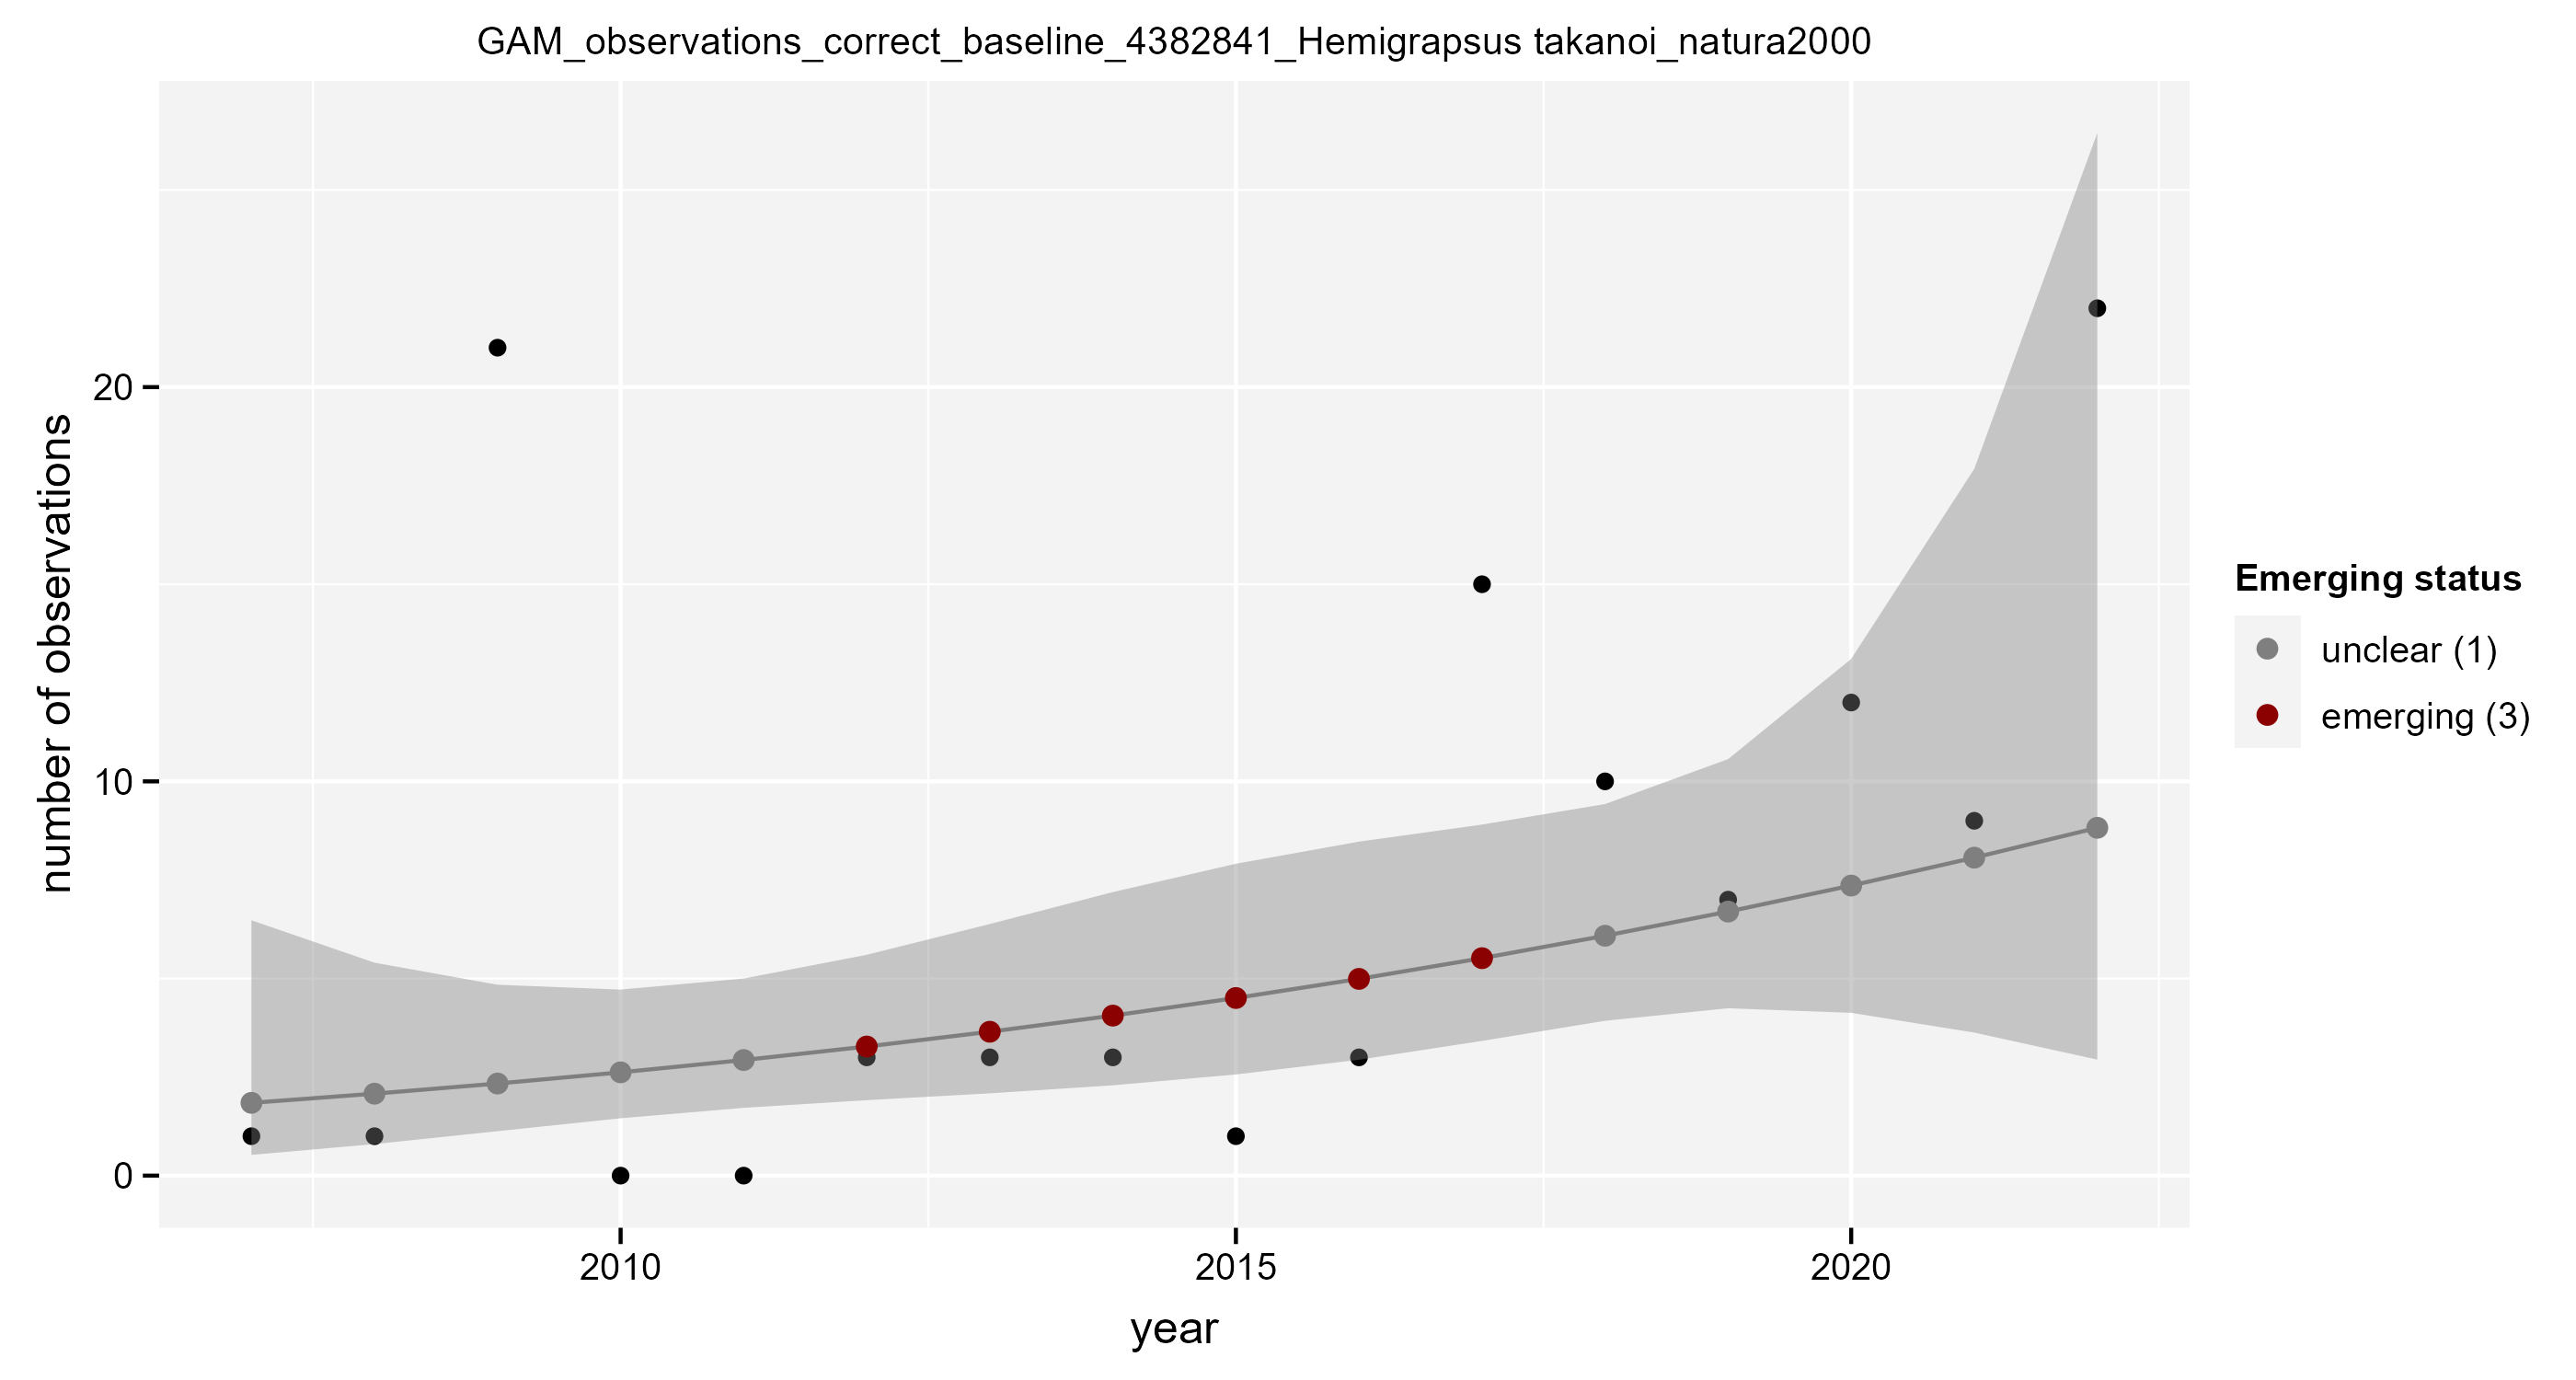 GAM_observations_correct_baseline_4382841_Hemigrapsus takanoi_natura2000
number of observations
20
10
0
2010
2015
2020
year
Emerging status
unclear (1)
emerging (3)